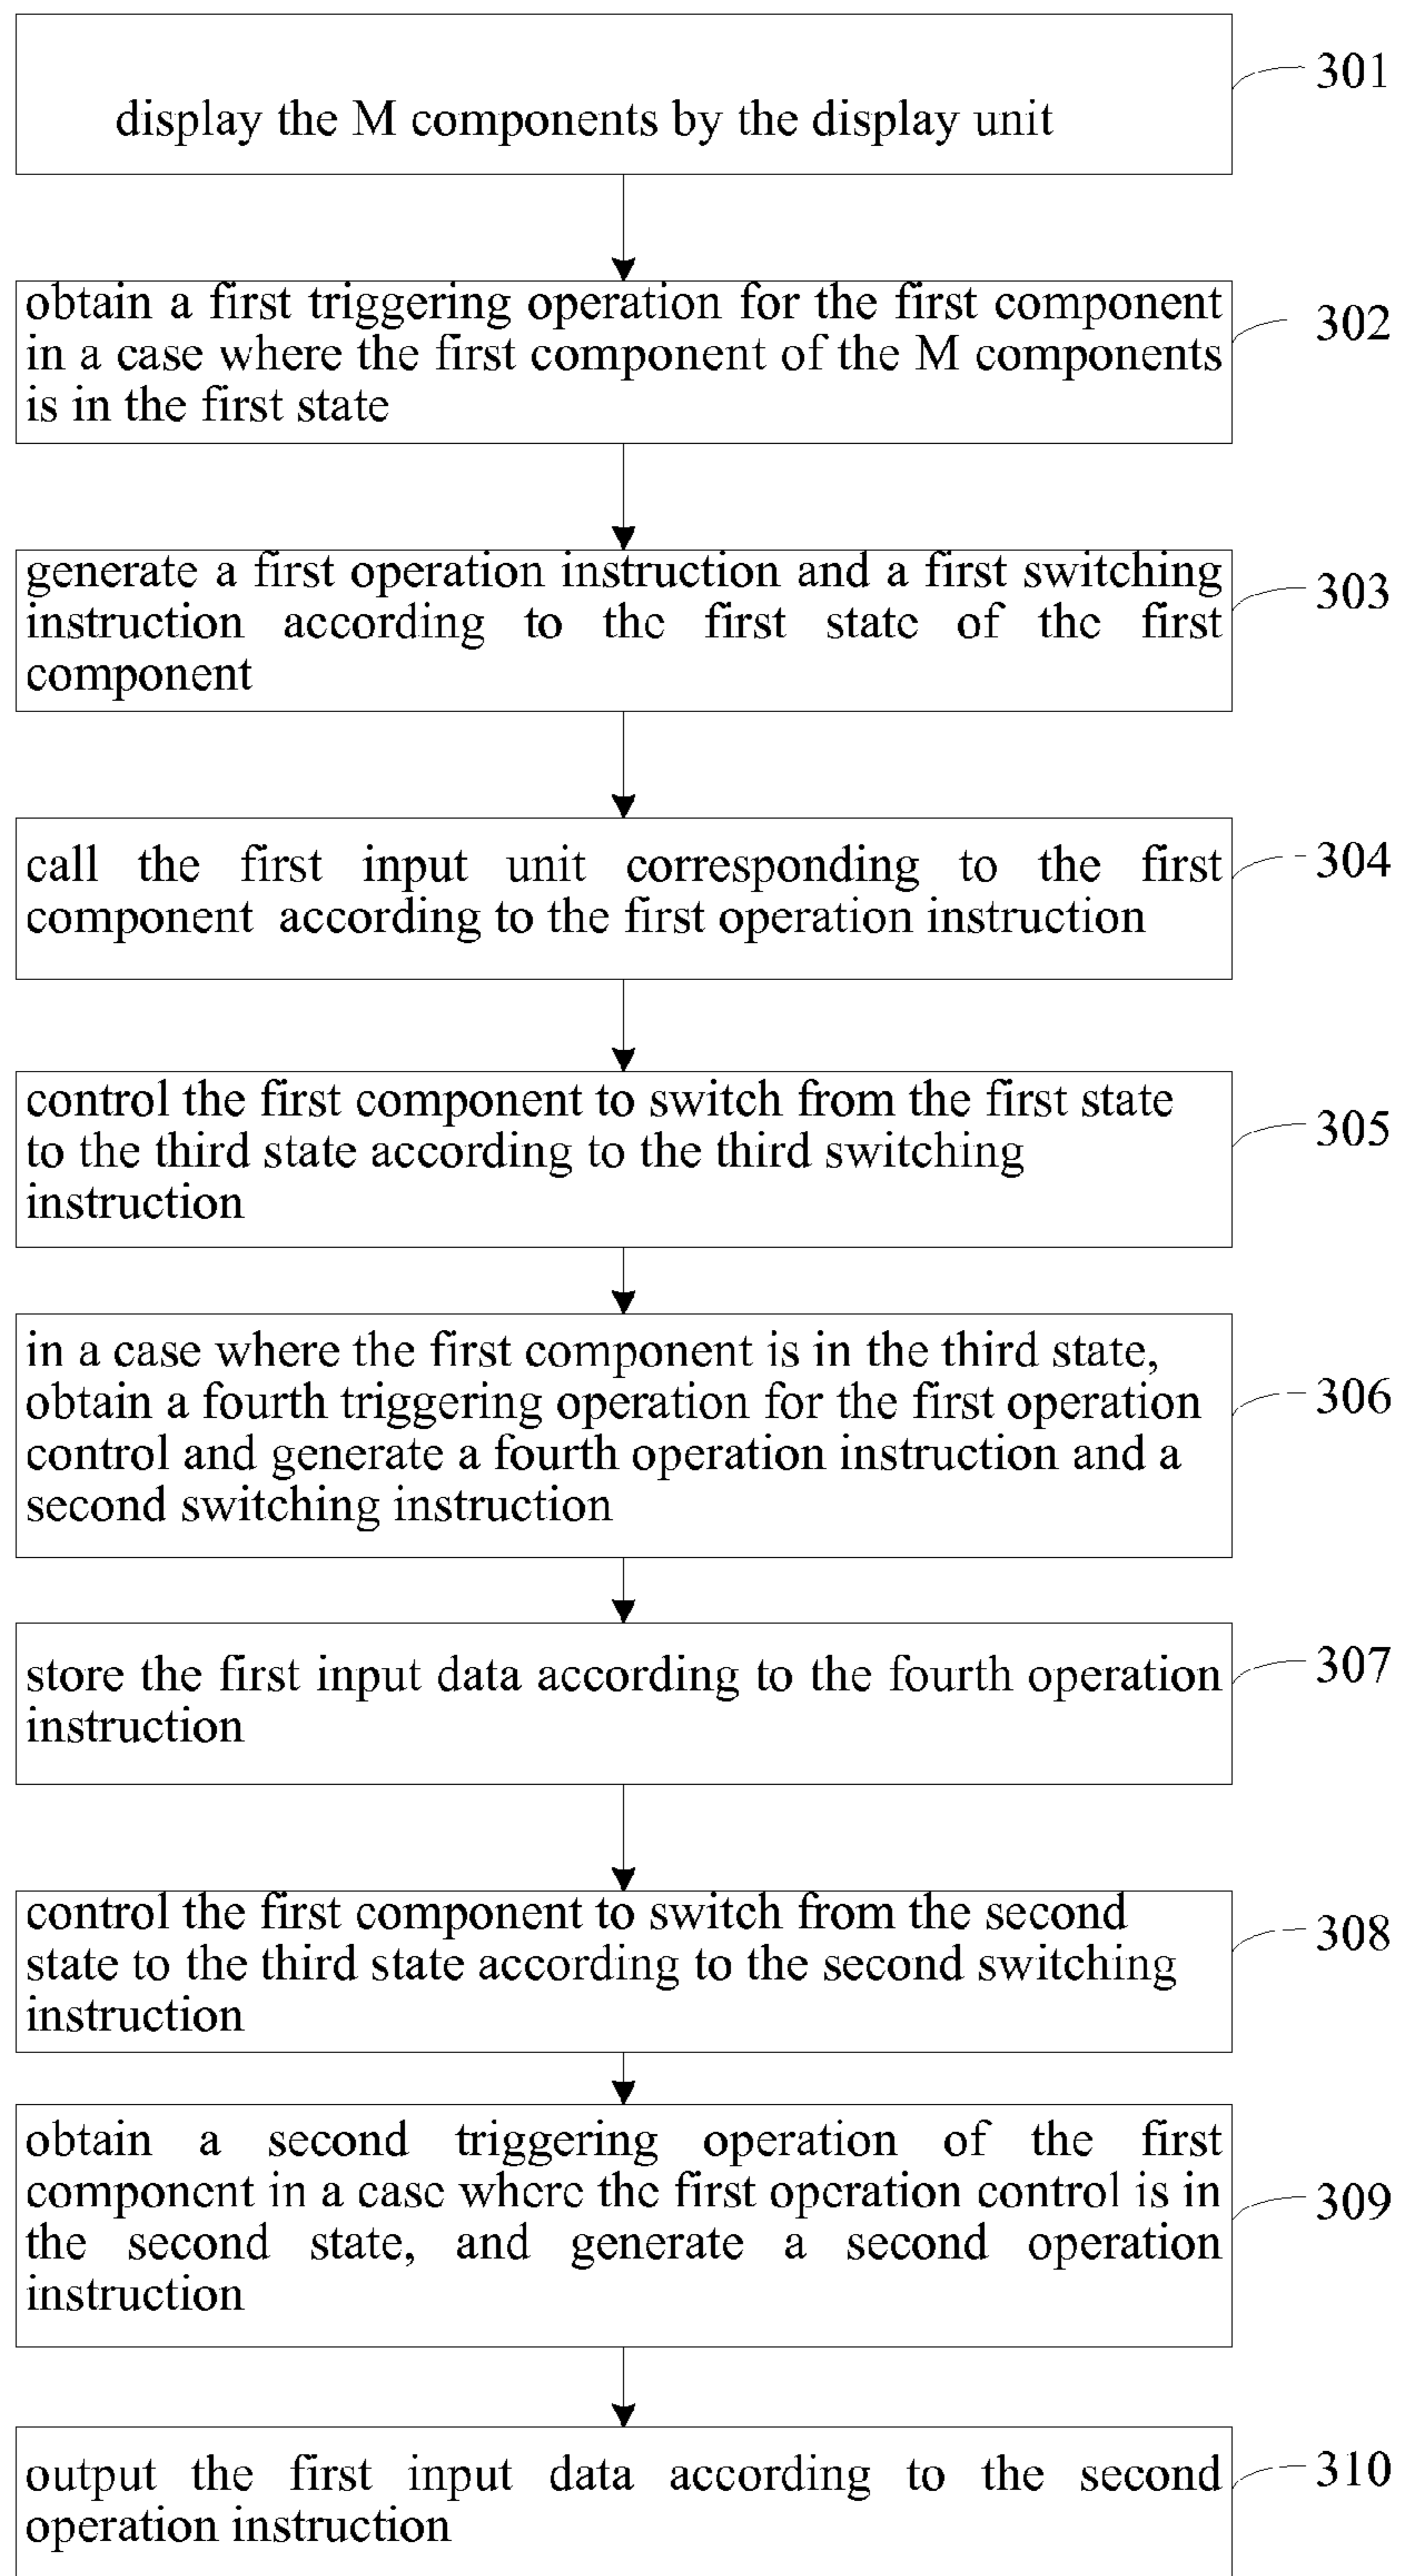 display the M components by the display unit
301
obtain a first triggering operation for the first component
in a case where the first component of the M components
is in the first state
302
generate a first operation instruction and a first switching
instruction according to the first state of the first
component
303
call the first input unit corresponding to the first
component according to the first operation instruction
304
control the first component to switch from the first state
to the third state according to the third switching
instruction
305
in a case where the first component is in the third state,
obtain a fourth triggering operation for the first operation
control and generate a fourth operation instruction and a
second switching instruction
306
store the first input data according to the fourth operation
instruction
307
control the first component to switch from the second
state to the third state according to the second switching
instruction
308
obtain a second triggering operation of the first
component in a case where the first operation control is in
the second state, and generate a second operation
instruction
309
output the first input data according to the second
operation instruction
310